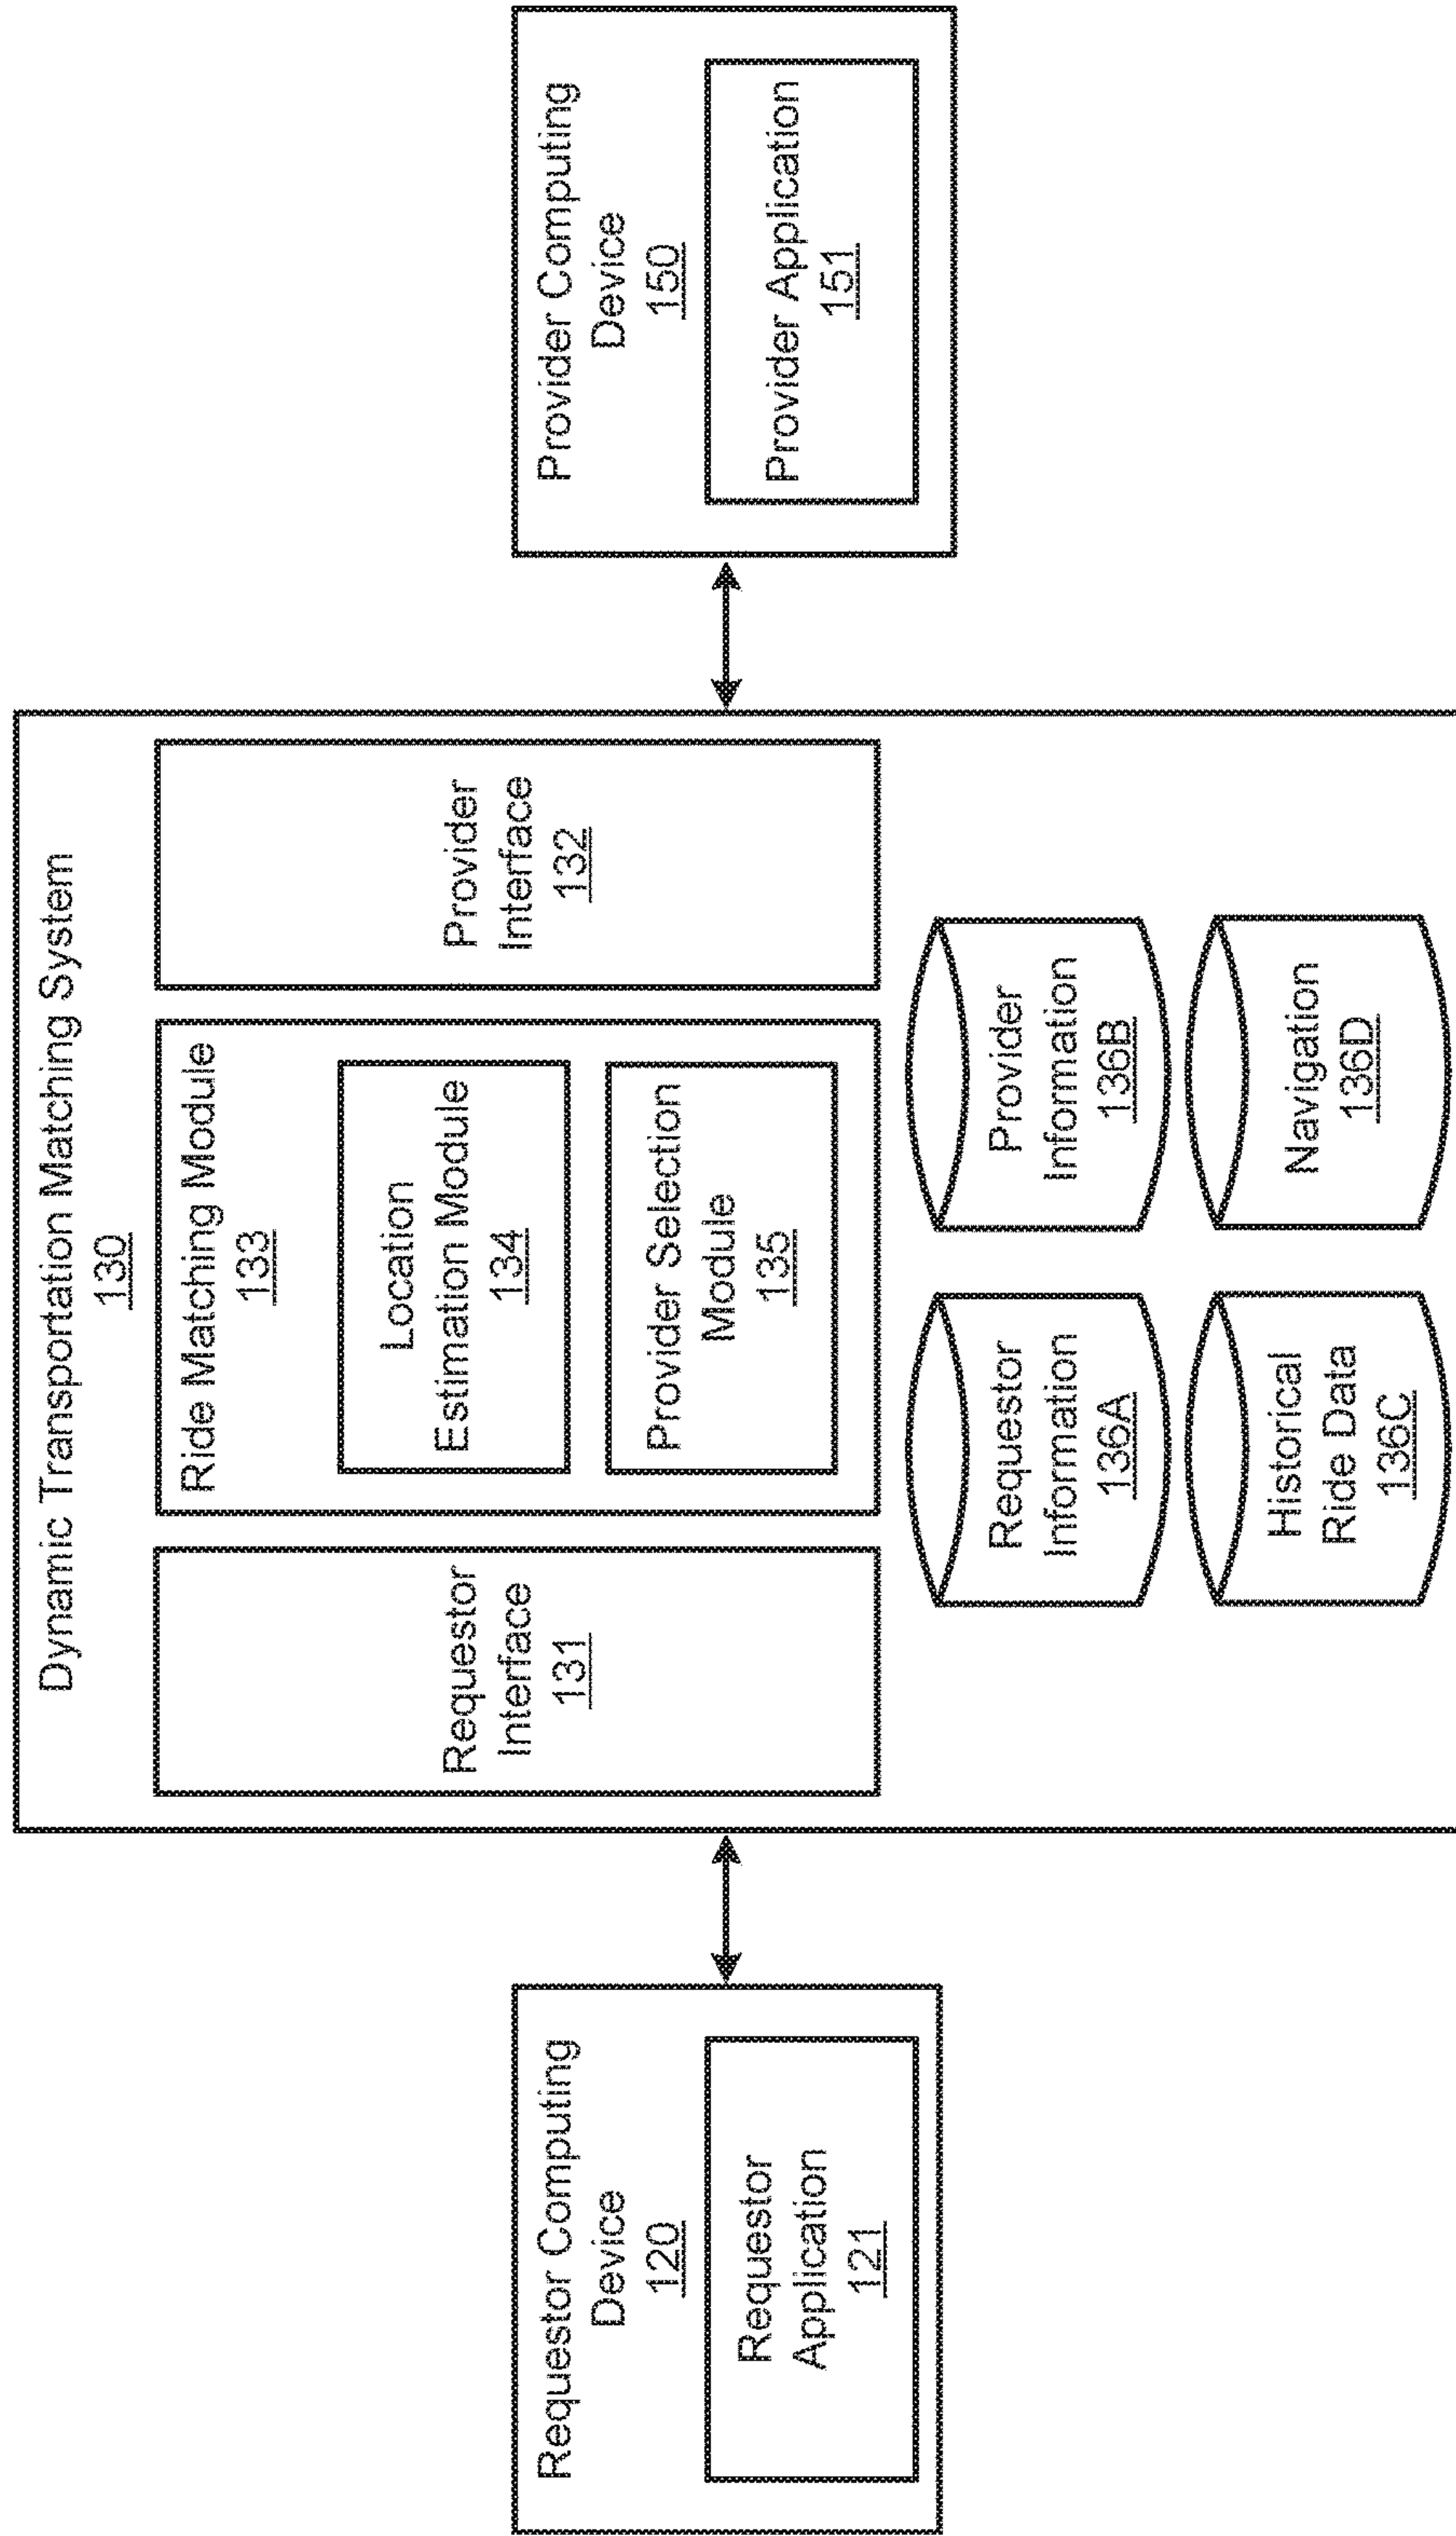 Dynamic Transportation Matching System
130
Requestor Computing
Device
120
Requestor
Application
121
Requestor
Interface
131
Ride Matching Module
133
Location
Estimation Module
134
Provider Selection
Module
135
Provider
Interface
132
Requestor
Information
136A
Provider
Information
136B
Historical
Ride Data
136C
Navigation
136D
Provider Computing
Device
150
Provider Application
151